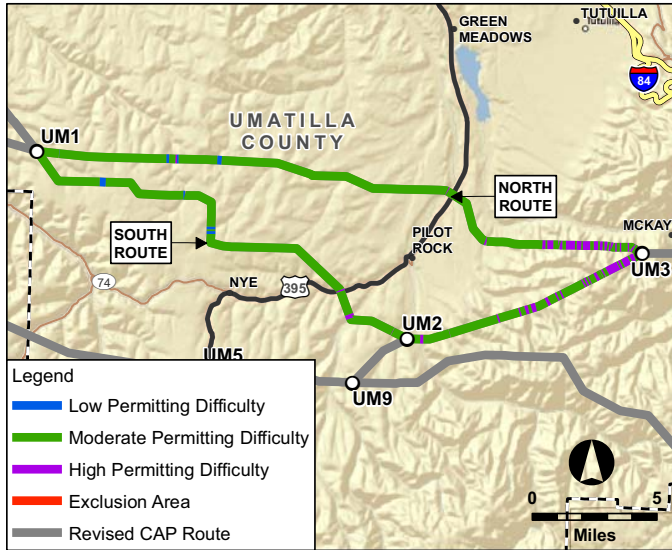 TUTUILLA
Tutuilla
GREEN
MEADOWS
84
UMATILLA
COUNTY
UM1
NORTH
ROUTE
SOUTH
ROUTE
PILOT
ROCK
MCKAY
UM3
74
NYE
395
UM2
UM5
UM9
Legend
Low Permitting Difficulty
Moderate Permitting Difficulty
High Permitting Difficulty
Exclusion Area
Revised CAP Route
0 5
Miles